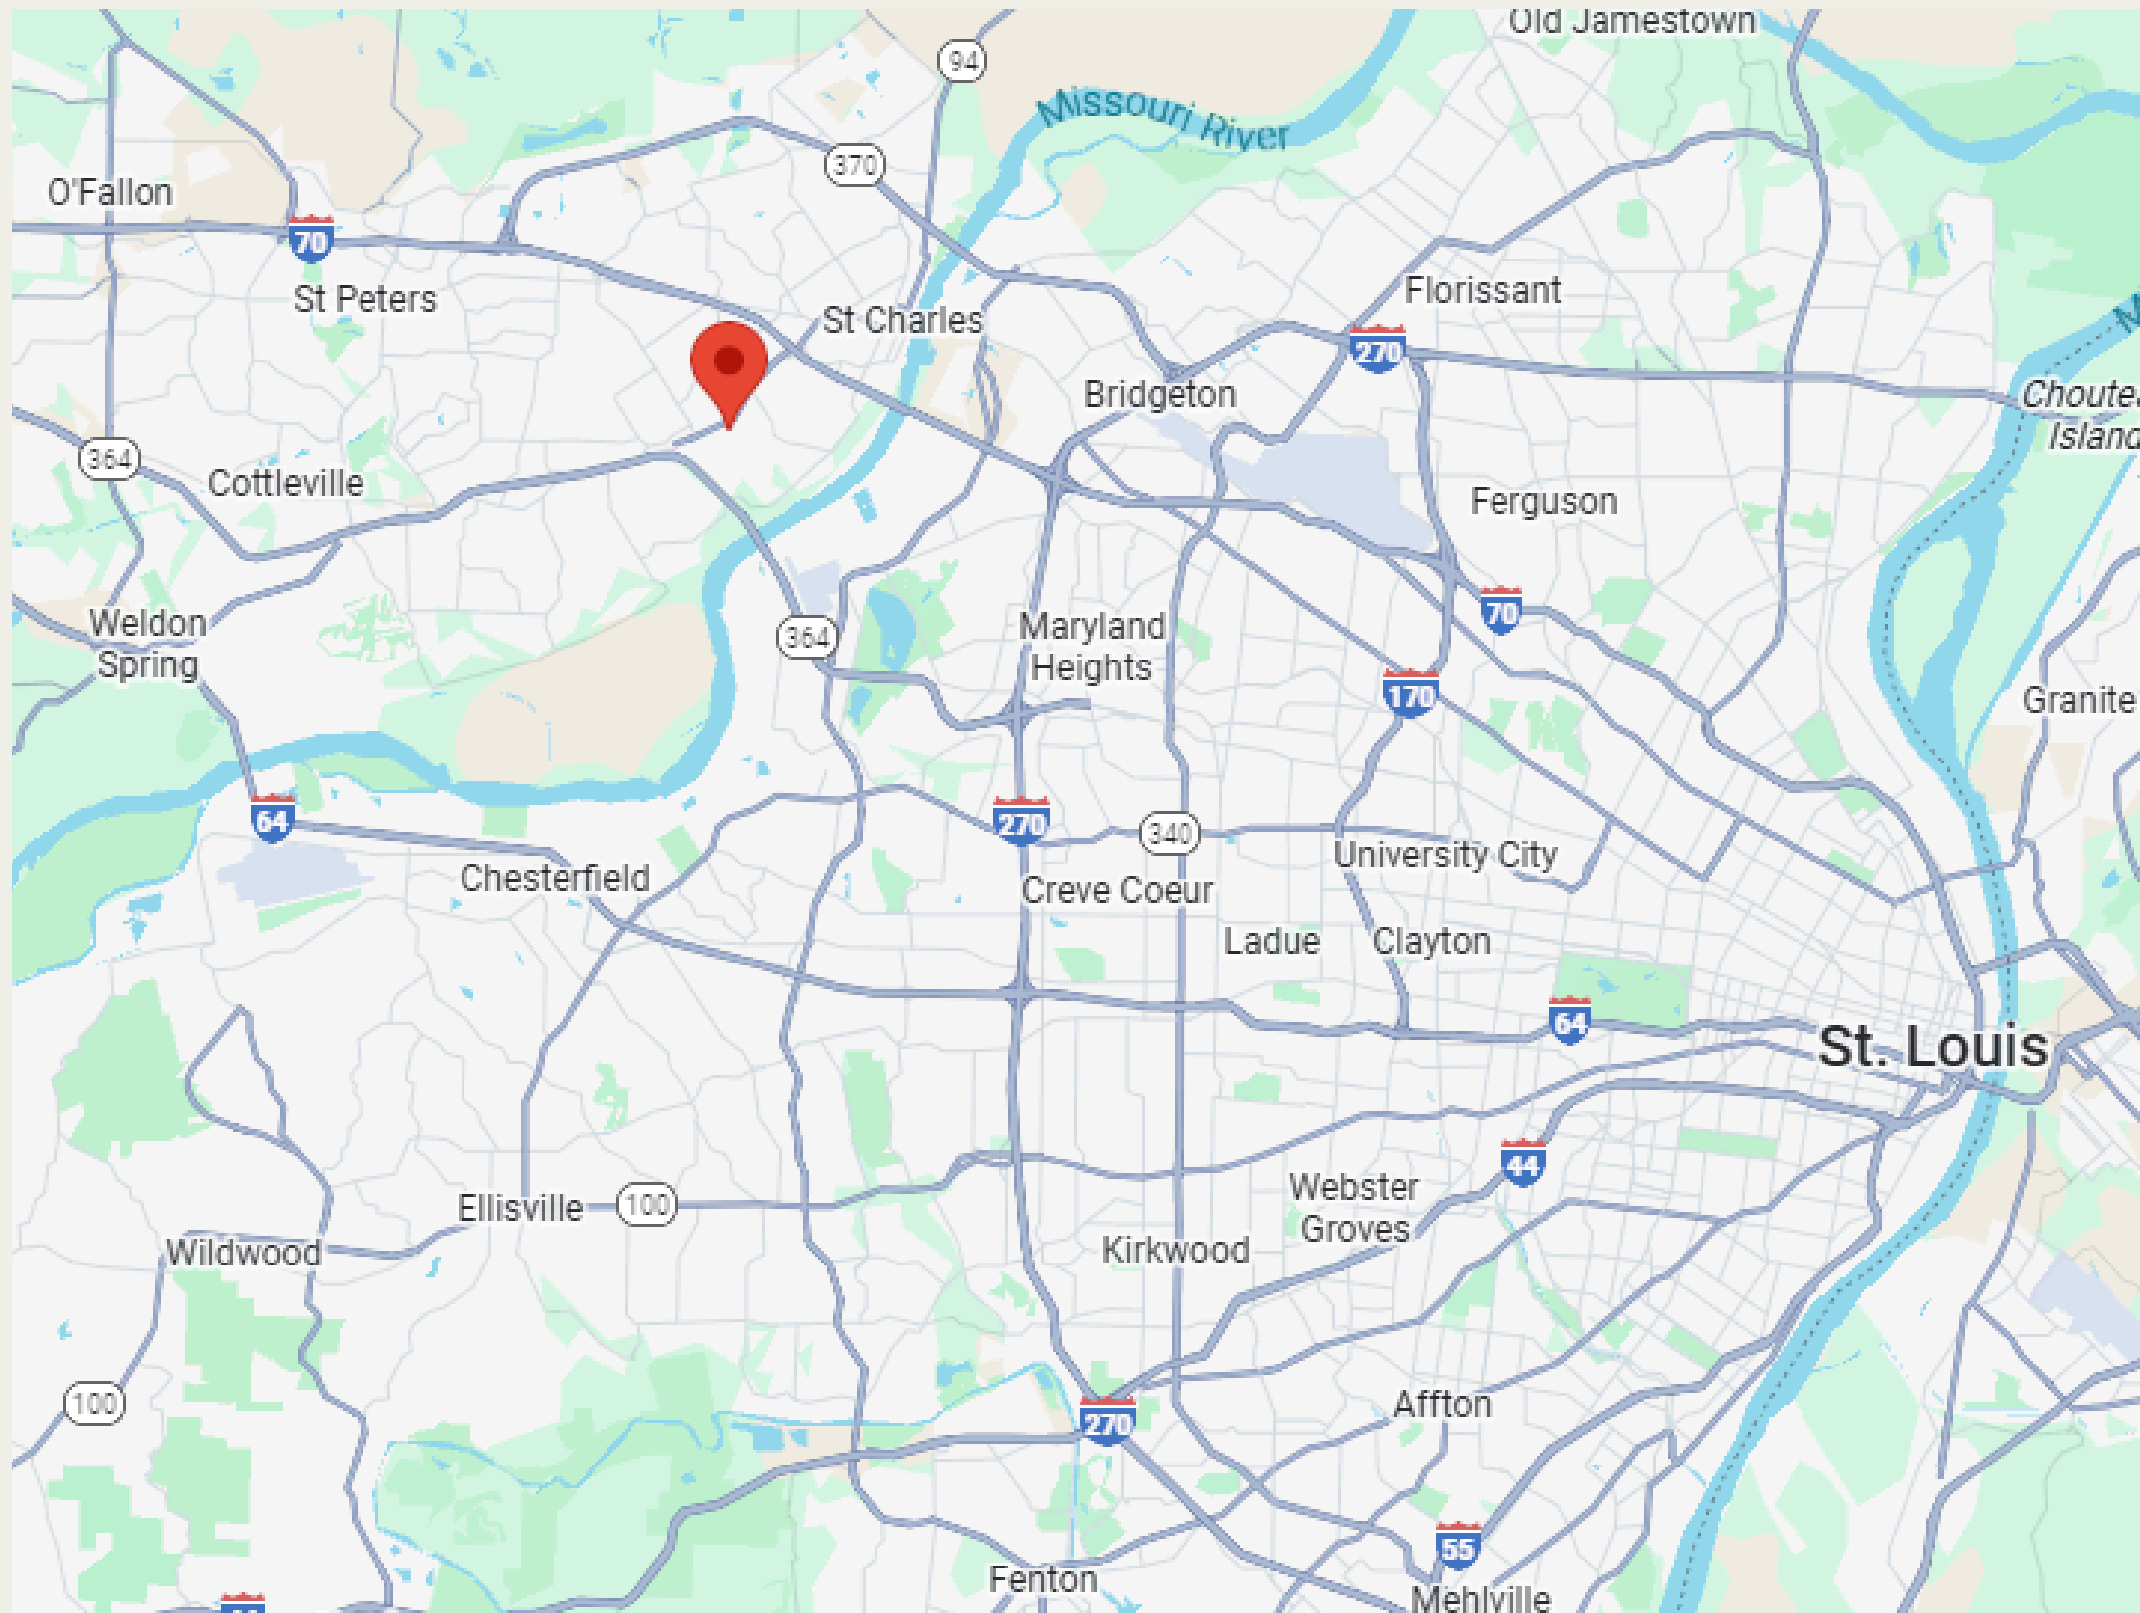 Old Jamestown
94
Missouri River
370
O'Fallon
70
St Peters
Florissant
St Charles
270
Bridgeton
Island
364
Cottleville
Ferguson
70
Weldon
Spring
364
Maryland
Heights
170
Granite
64
270
340
University City
Chesterfield
Creve Coeur
Ladue
Clayton
64
St. Louis
44
Webster
Groves
Ellisville
100
Wildwood
Kirkwood
100
Affton
270
55
Fenton
Mehlville